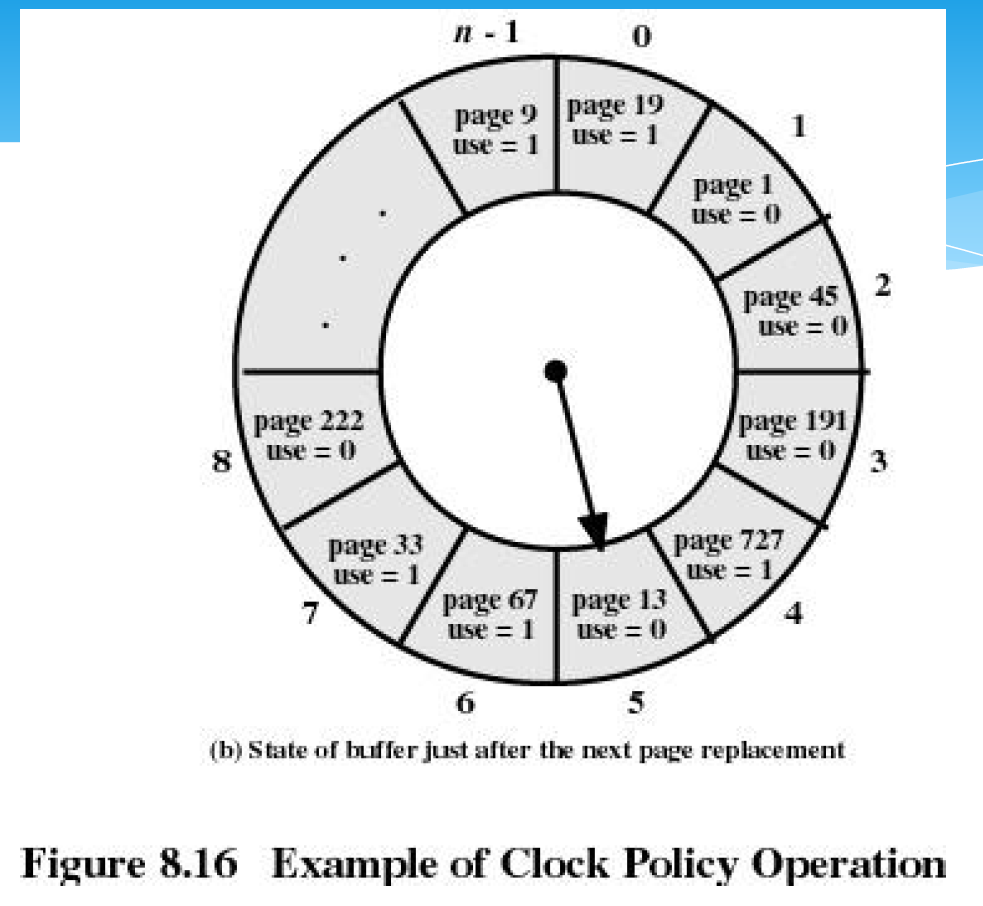 n - 1
0
page 9
use = 1
page 19
use = 1
1
page 1
use = 0
2
page 45
use = 0
page 191
use = 0
3
page 222
use = 0
8
page 727
use = 1
4
page 33
use = 1
7
page 67
use = 1
page 13
use = 0
6
5
(b) State of buffer just after the next page replacement
Figure 8.16 Example of Clock Policy Operation